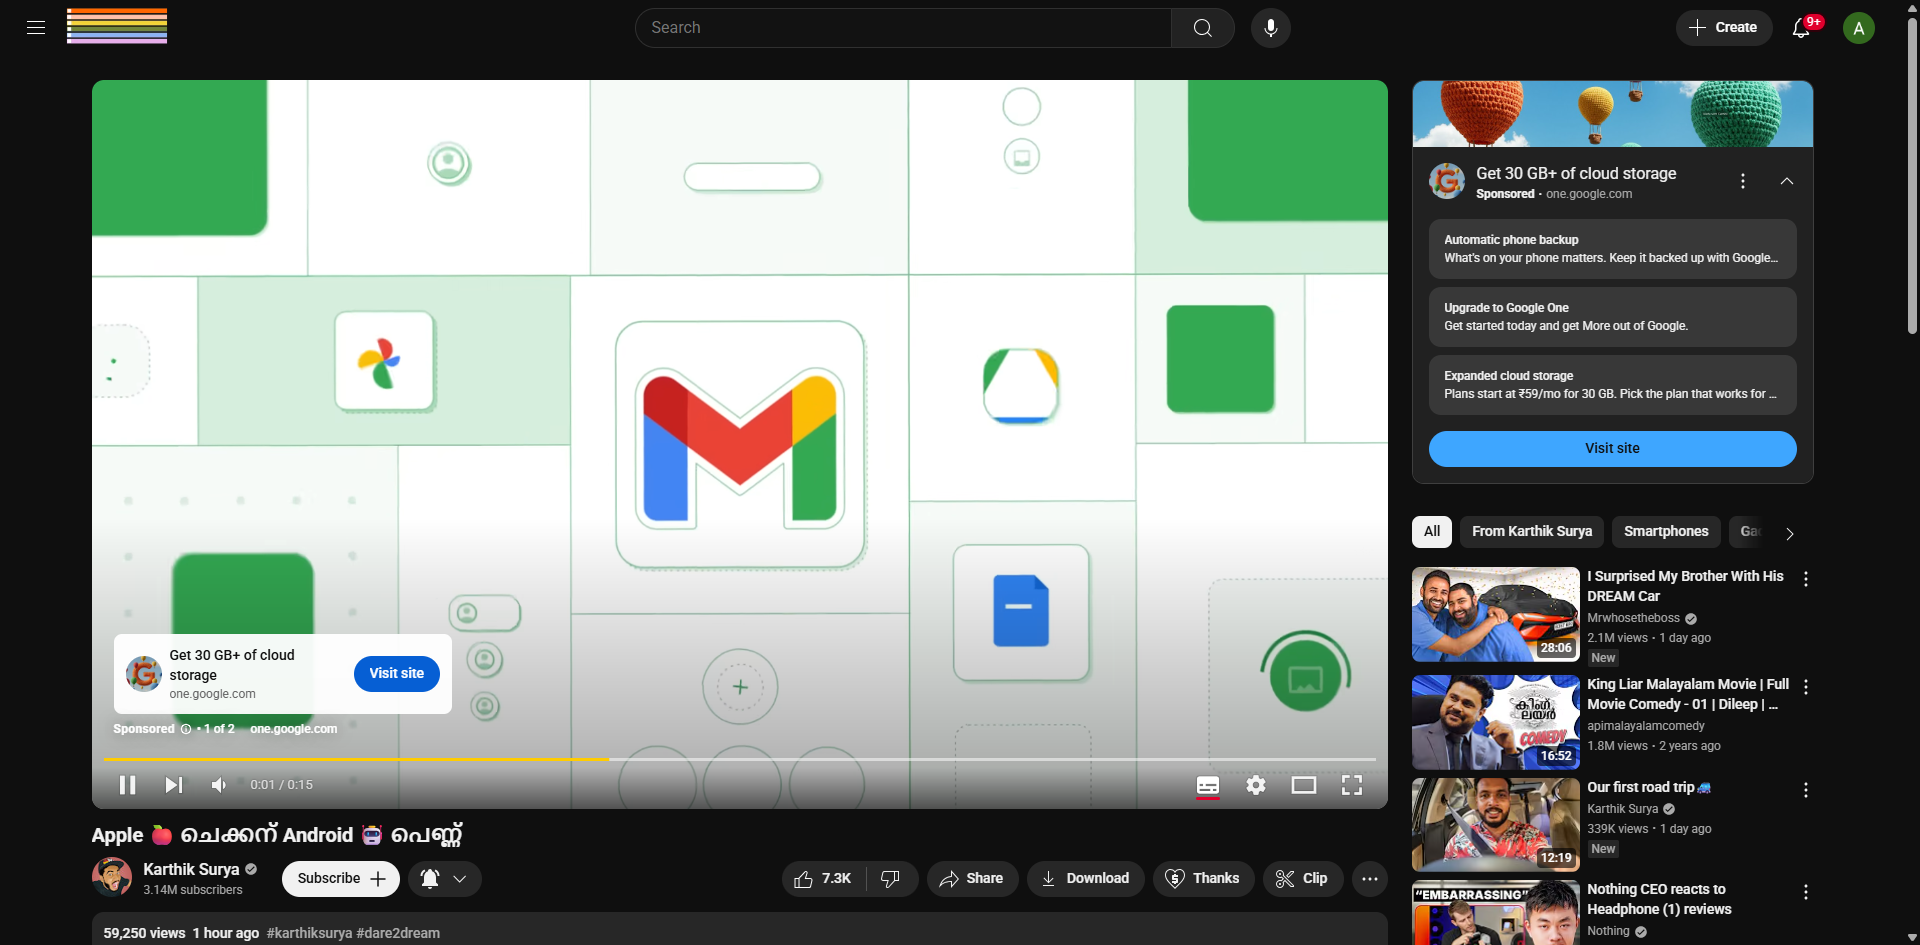 Search
Create
9+
A
Get 30 GB+ of cloud storage
Sponsored · one.google.com
Automatic phone backup
What's on your phone matters. Keep it backed up with Google...
Upgrade to Google One
Get started today and get More out of Google.
Expanded cloud storage
Plans start at ₹59/mo for 30 GB. Pick the plan that works for ...
Visit site
Get 30 GB+ of cloud
storage
one.google.com
Visit site
Sponsored • 1 of 2 one.google.com
0:01 / 0:15
Apple 🍎 ചെക്കന് Android 🤖 പെണ്ണ്
Karthik Surya
3.14M subscribers
Subscribe
7.3K
Share
Download
Thanks
Clip
59,250 views 1 hour ago #karthiksurya #dare2dream
All
From Karthik Surya
Smartphones
I Surprised My Brother With His
DREAM Car
Mrwhosetheboss
2.1M views • 1 day ago
New
28:06
King Liar Malayalam Movie | Full
Movie Comedy - 01 | Dileep | ...
apimalayalamcomedy
1.8M views • 2 years ago
കിംഗ്
ലയർ
COMEDY
16:52
Our first road trip🚙
Karthik Surya
339K views • 1 day ago
New
12:19
"EMBARRASSING"
Nothing CEO reacts to
Headphone (1) reviews
Nothing